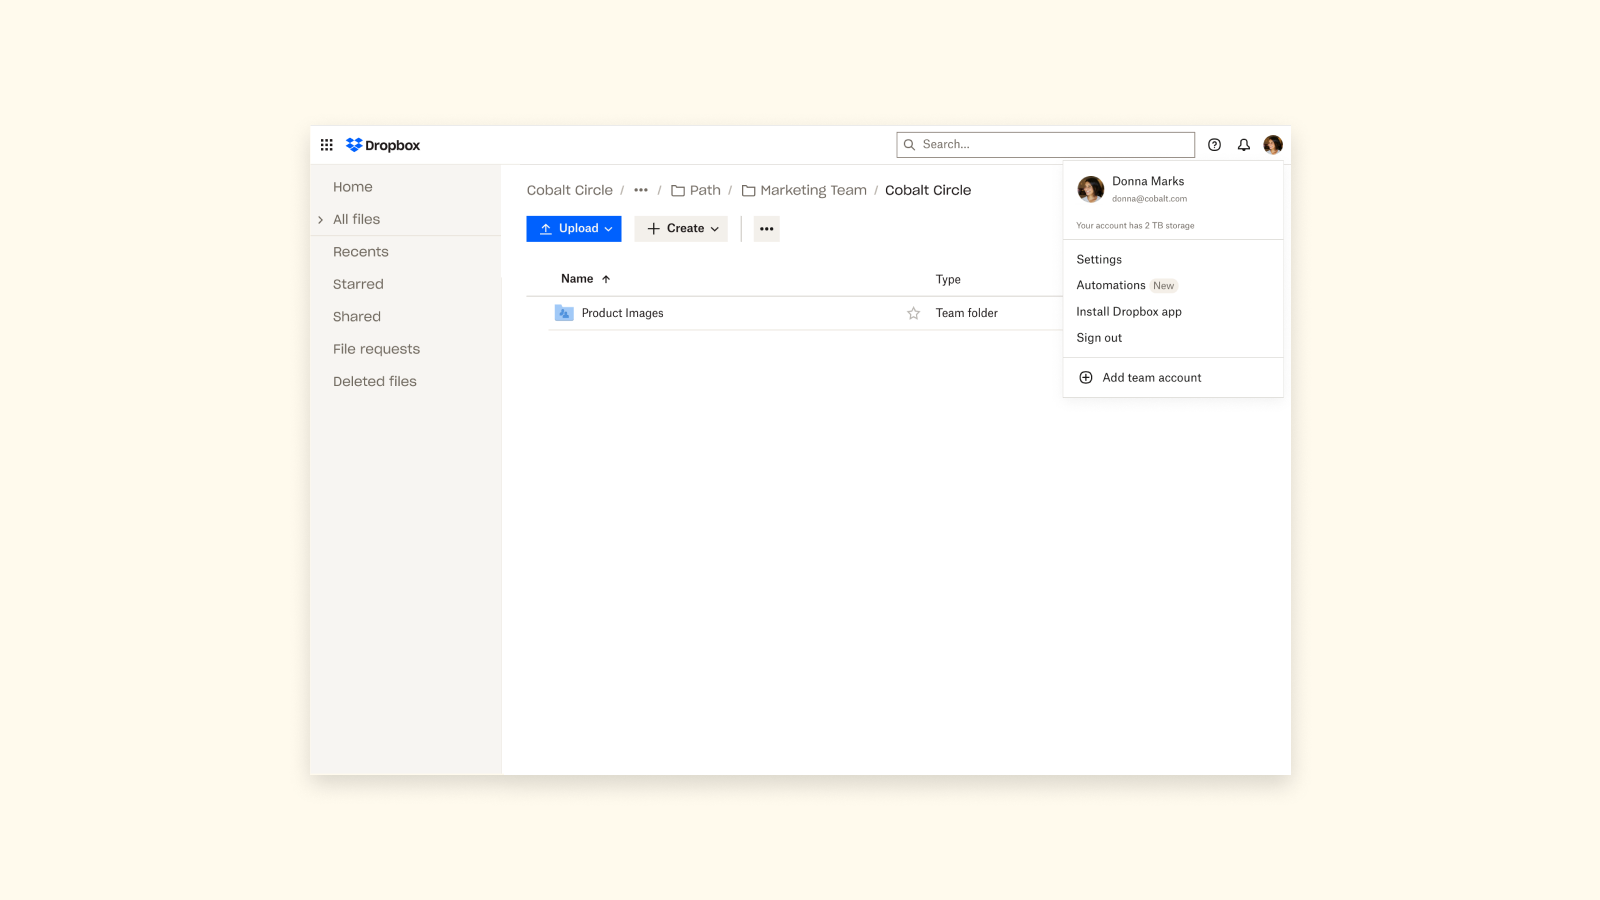 Dropbox
Search...
Home
All files
Recents
Starred
Shared
File requests
Deleted files
Cobalt Circle / ••• / Path / Marketing Team / Cobalt Circle
Upload
Create
Name
Type
Product Images
Team folder
Donna Marks
donna@cobalt.com
Your account has 2 TB storage
Settings
Automations New
Install Dropbox app
Sign out
Add team account